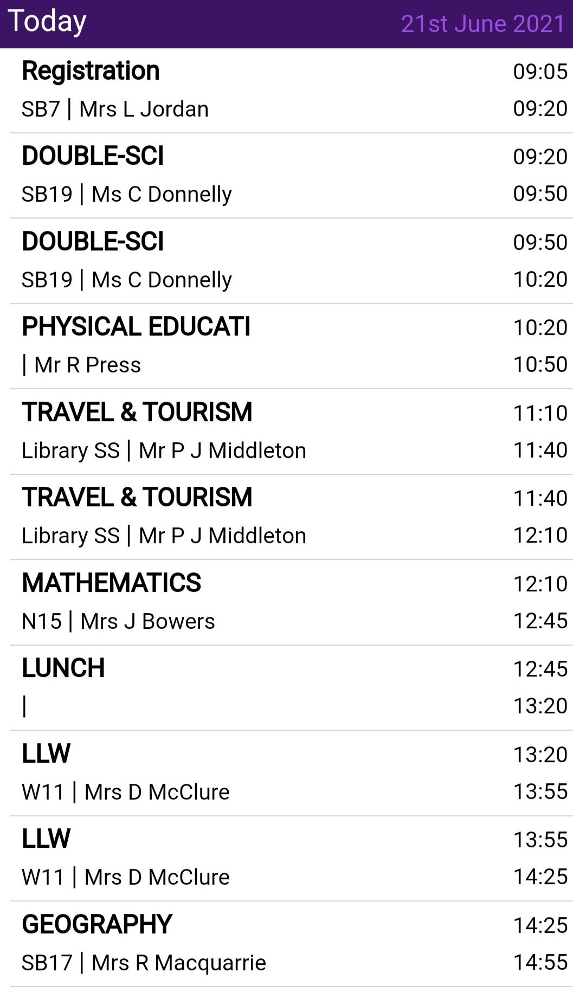 Today 21st June 2021
Registration 09:05
SB7 | Mrs L Jordan 09:20
DOUBLE-SCI 09:20
SB19 | Ms C Donnelly 09:50
DOUBLE-SCI 09:50
SB19 | Ms C Donnelly 10:20
PHYSICAL EDUCATI 10:20
| Mr R Press 10:50
TRAVEL & TOURISM 11:10
Library SS | Mr P J Middleton 11:40
TRAVEL & TOURISM 11:40
Library SS | Mr P J Middleton 12:10
MATHEMATICS 12:10
N15 | Mrs J Bowers 12:45
LUNCH 12:45
| 13:20
LLW 13:20
W11 | Mrs D McClure 13:55
LLW 13:55
W11 | Mrs D McClure 14:25
GEOGRAPHY 14:25
SB17 | Mrs R Macquarrie 14:55